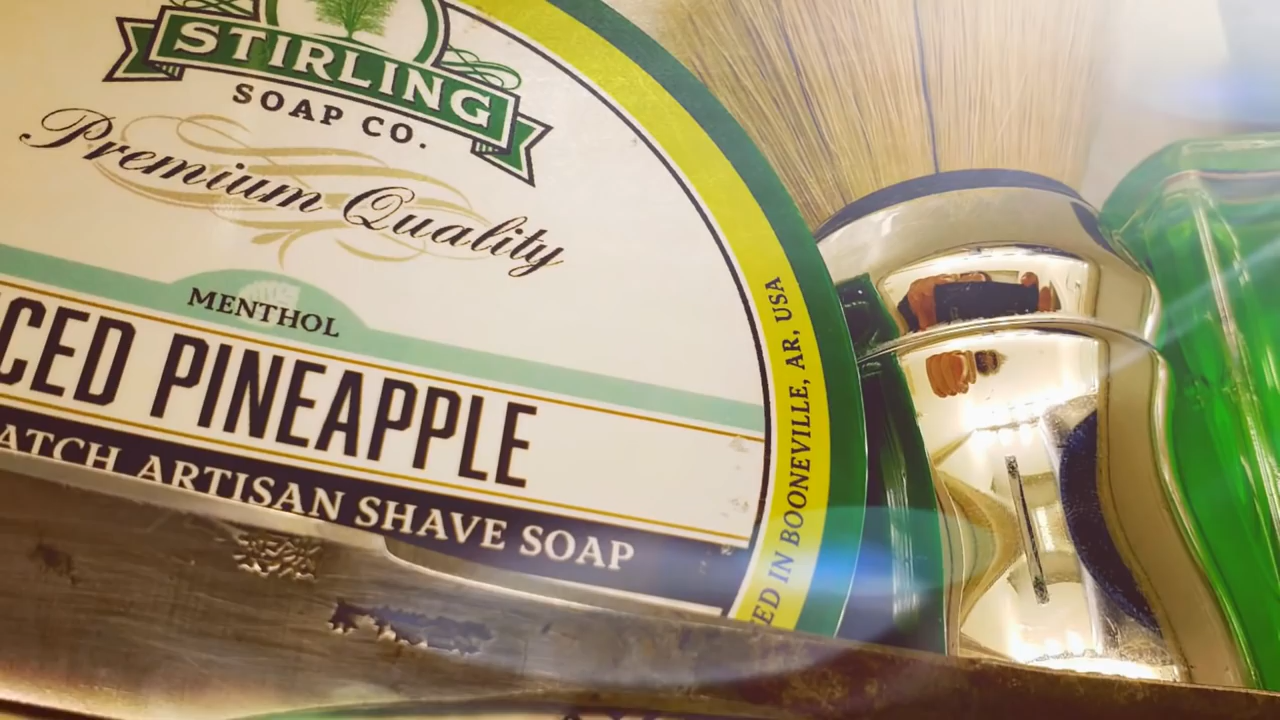 STIRLING
SOAP CO.
Premium Quality
MENTHOL
CED PINEAPPLE
ATCH ARTISAN SHAVE SOAP
ED IN BOONEVILLE, AR, USA